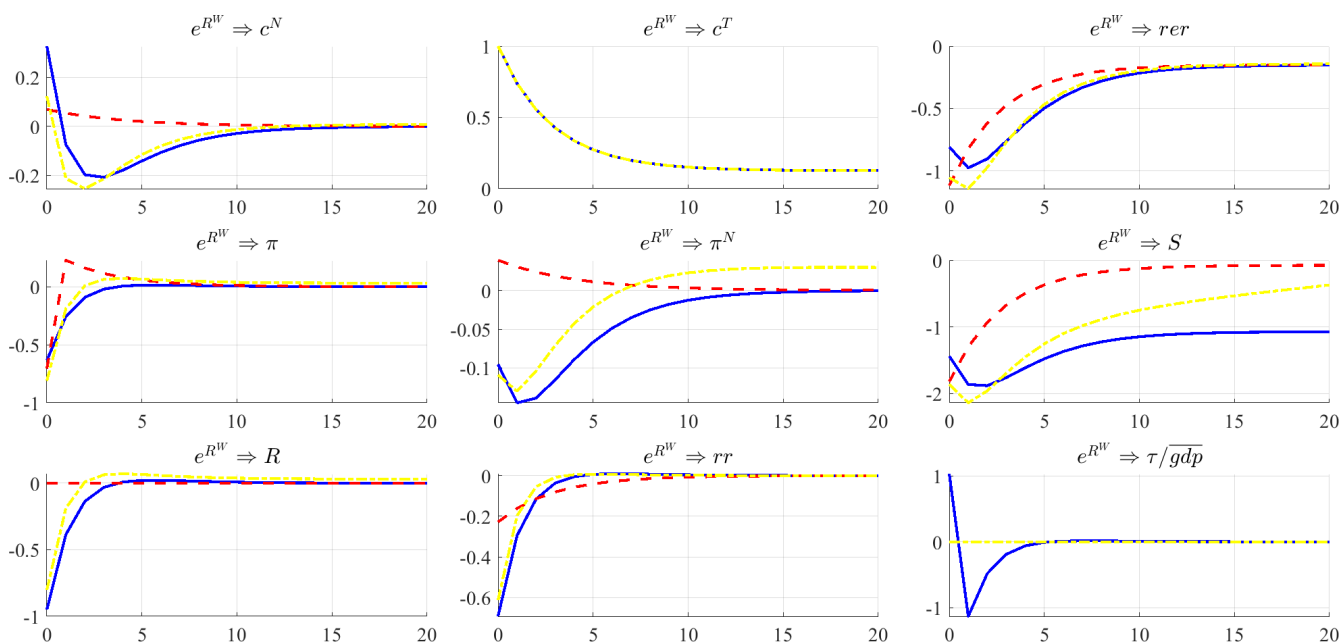 e^{R^W} ⇒ c^N
e^{R^W} ⇒ c^T
e^{R^W} ⇒ rer
0.2
0
-0.2
0 5 10 15 20
1
0.5
0
0 5 10 15 20
0
-0.5
-1
0 5 10 15 20
e^{R^W} ⇒ π
e^{R^W} ⇒ π^N
e^{R^W} ⇒ S
0
-0.5
-1
0 5 10 15 20
0
-0.05
-0.1
0 5 10 15 20
0
-1
-2
0 5 10 15 20
e^{R^W} ⇒ R
e^{R^W} ⇒ rr
e^{R^W} ⇒ τ/\overline{gdp}
0
-0.5
-1
0 5 10 15 20
0
-0.2
-0.4
-0.6
0 5 10 15 20
1
0
-1
0 5 10 15 20